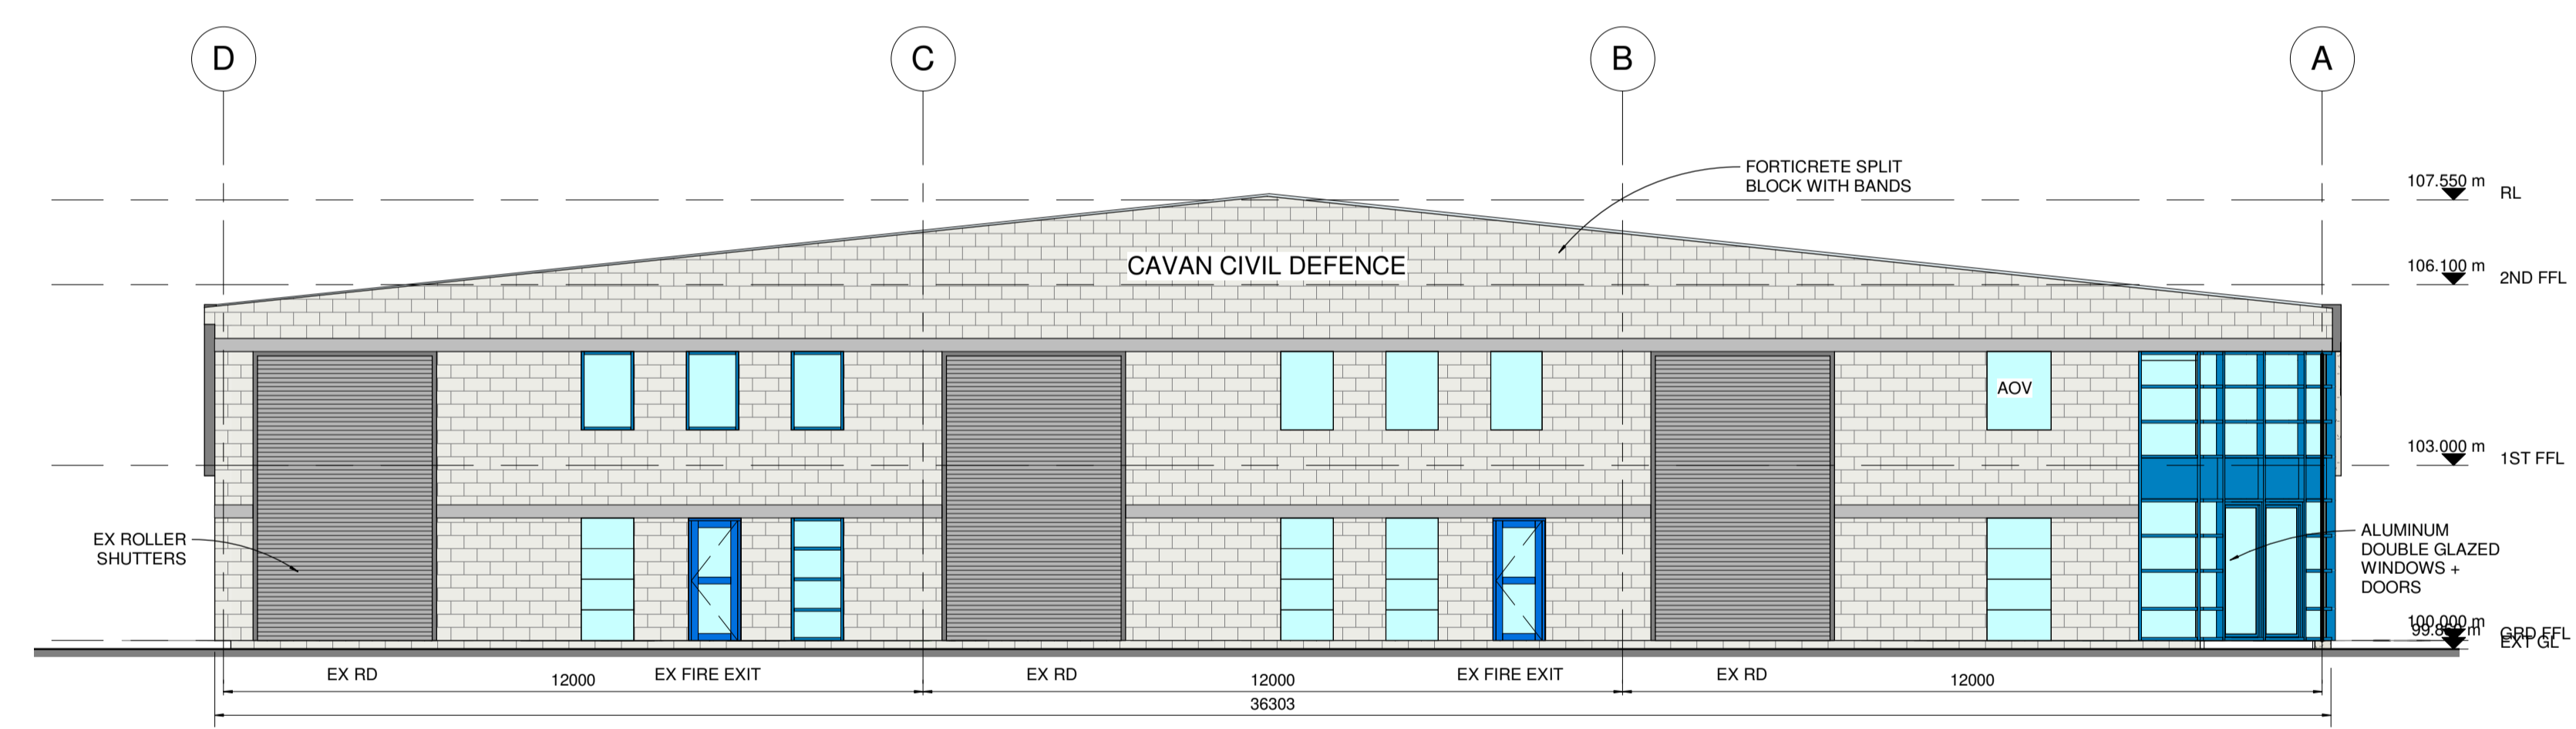 D
C
B
A
FORTICRETE SPLIT
BLOCK WITH BANDS
107.550 m
RL
CAVAN CIVIL DEFENCE
106.100 m
2ND FFL
AOV
103.000 m
1ST FFL
EX ROLLER
SHUTTERS
ALUMINUM
DOUBLE GLAZED
WINDOWS +
DOORS
100.000 m
GRD FFL
EXT GL
EX RD
12000
EX FIRE EXIT
EX RD
12000
EX FIRE EXIT
EX RD
12000
36303